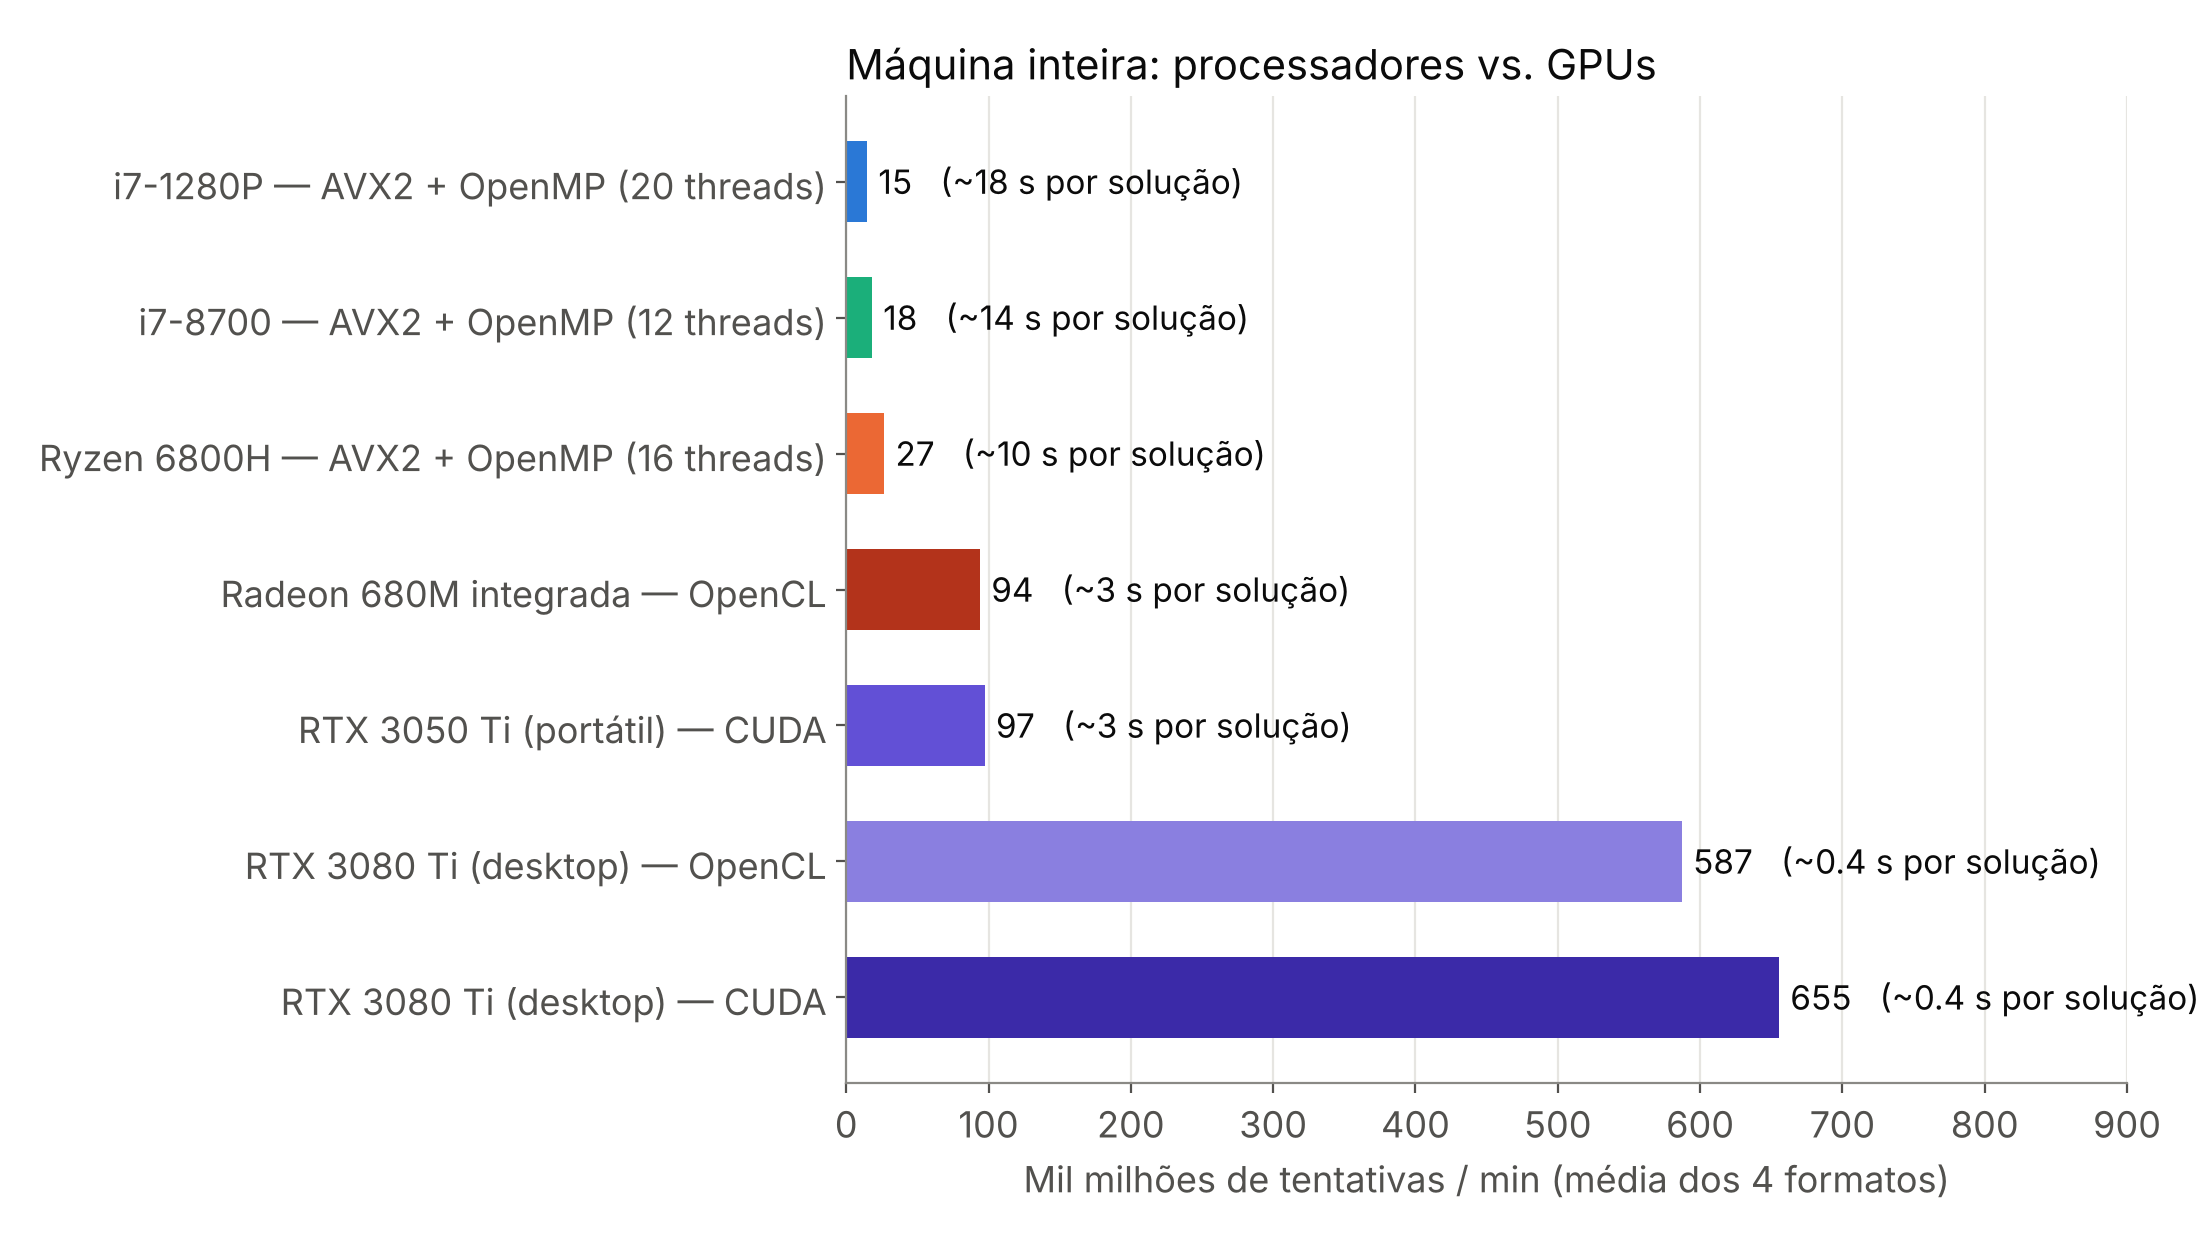 Máquina inteira: processadores vs. GPUs
i7-1280P — AVX2 + OpenMP (20 threads) 15 (~18 s por solução)
i7-8700 — AVX2 + OpenMP (12 threads) 18 (~14 s por solução)
Ryzen 6800H — AVX2 + OpenMP (16 threads) 27 (~10 s por solução)
Radeon 680M integrada — OpenCL 94 (~3 s por solução)
RTX 3050 Ti (portátil) — CUDA 97 (~3 s por solução)
RTX 3080 Ti (desktop) — OpenCL 587 (~0.4 s por solução)
RTX 3080 Ti (desktop) — CUDA 655 (~0.4 s por solução)
0 100 200 300 400 500 600 700 800 900
Mil milhões de tentativas / min (média dos 4 formatos)